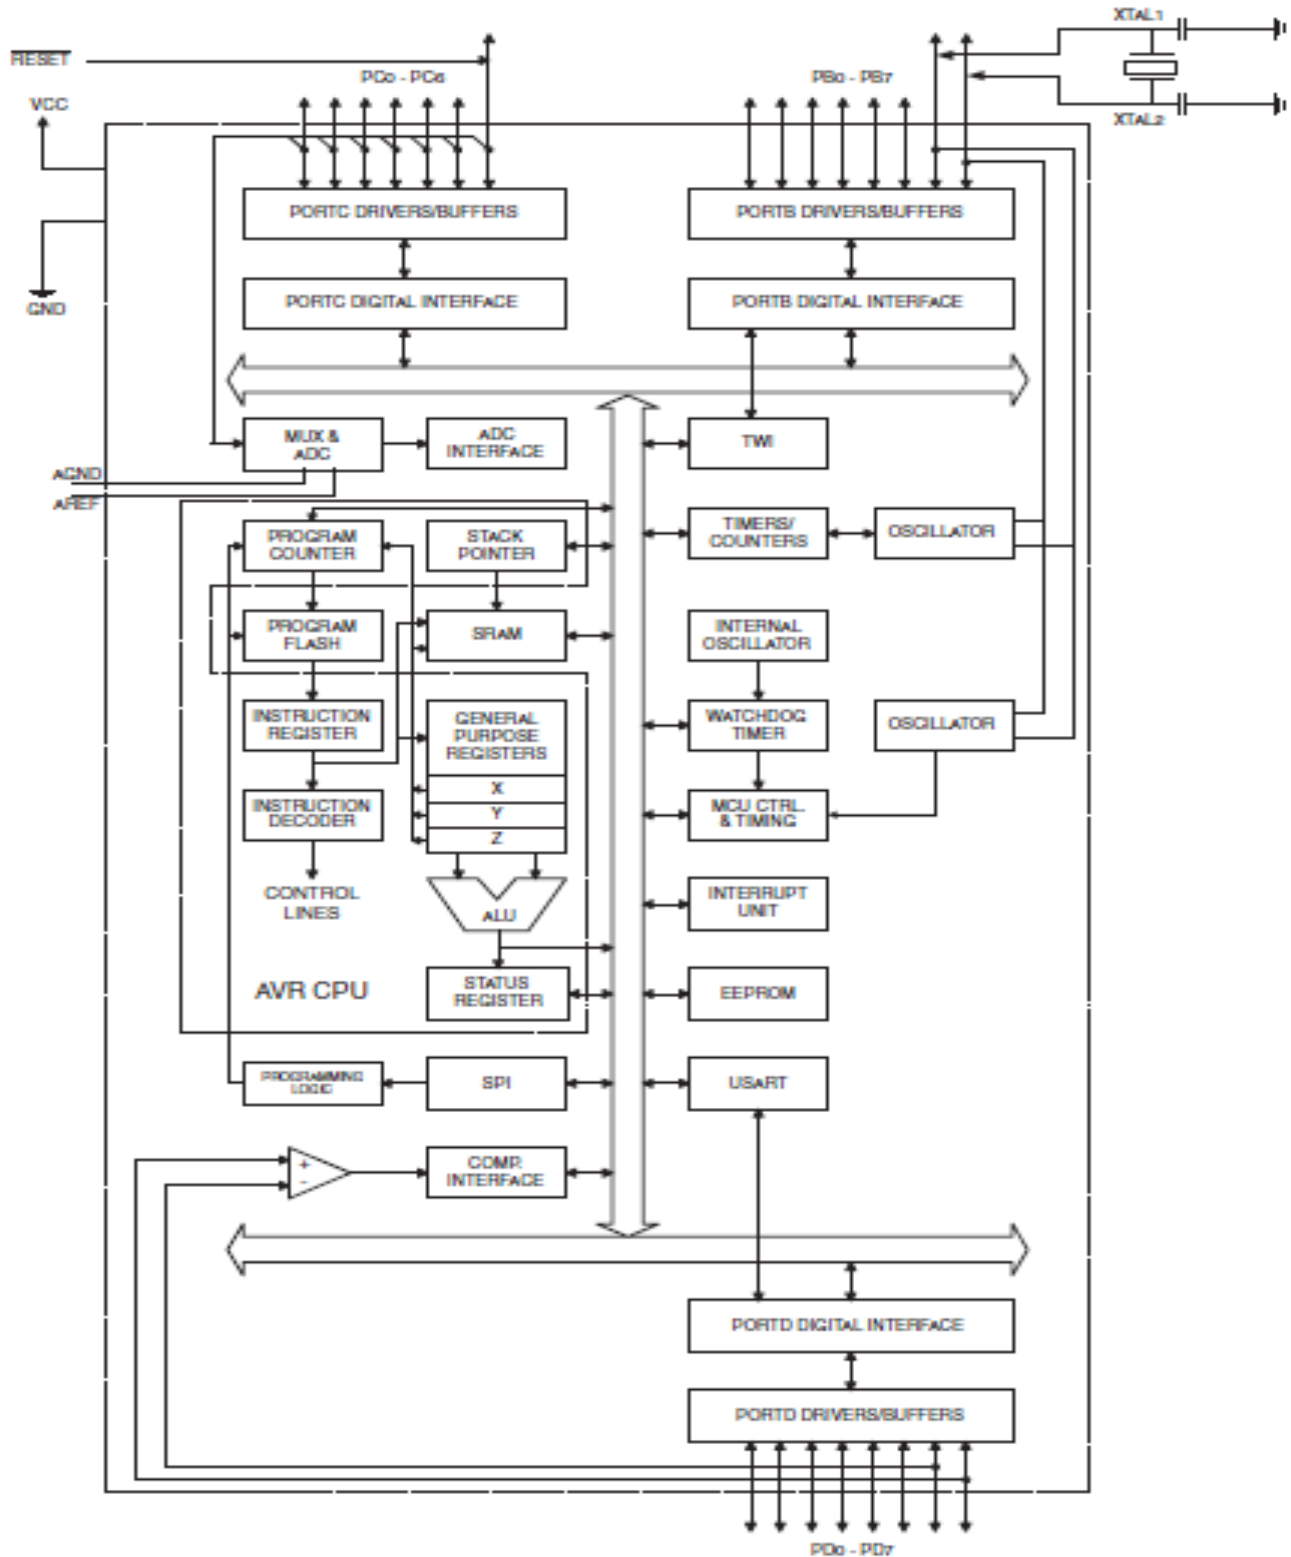 XTAL1
RESET
PC0 - PC6
PB0 - PB7
VCC
XTAL2
PORTC DRIVERS/BUFFERS
PORTB DRIVERS/BUFFERS
PORTC DIGITAL INTERFACE
PORTB DIGITAL INTERFACE
GND
MUX &
ADC
ADC
INTERFACE
TWI
AGND
AREF
PROGRAM
COUNTER
STACK
POINTER
TIMERS/
COUNTERS
OSCILLATOR
PROGRAM
FLASH
SRAM
INTERNAL
OSCILLATOR
INSTRUCTION
REGISTER
GENERAL
PURPOSE
REGISTERS
WATCHDOG
TIMER
OSCILLATOR
X
Y
Z
INSTRUCTION
DECODER
MCU CTRL.
& TIMING
CONTROL
LINES
ALU
INTERRUPT
UNIT
AVR CPU
STATUS
REGISTER
EEPROM
PROGRAMMING
LOGIC
SPI
USART
+
-
COMP.
INTERFACE
PORTD DIGITAL INTERFACE
PORTD DRIVERS/BUFFERS
PD0 - PD7